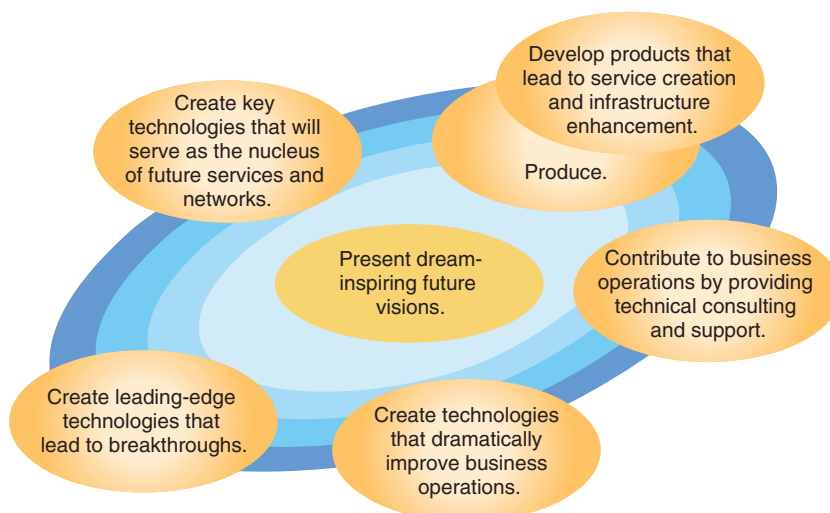 Develop products that
lead to service creation
and infrastructure
enhancement.
Produce.
Create key
technologies that will
serve as the nucleus
of future services and
networks.
Present dream-
inspiring future
visions.
Contribute to business
operations by providing
technical consulting
and support.
Create leading-edge
technologies that
lead to breakthroughs.
Create technologies
that dramatically
improve business
operations.